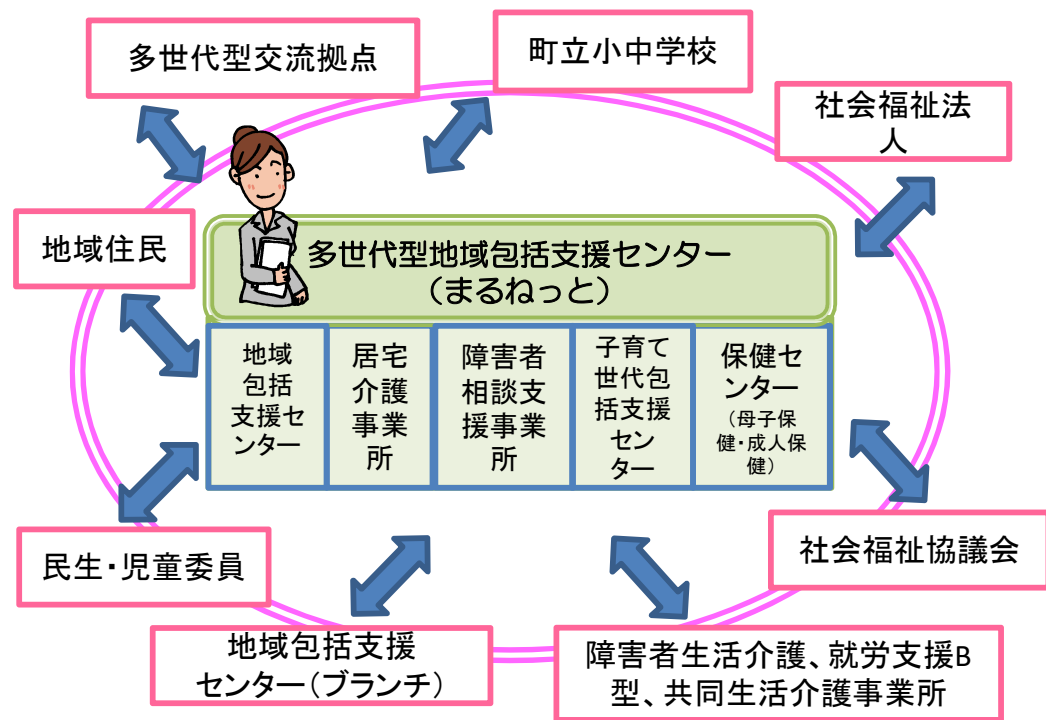 多世代型交流拠点
町立小中学校
社会福祉法
人
地域住民
多世代型地域包括支援センター
（まるねっと）
地域
包括
支援セ
ンター
居宅
介護
事業
所
障害者
相談支
援事業
所
子育て
世代包
括支援
セン
ター
保健セ
ンター
（母子保
健・成人保
健）
民生・児童委員
社会福祉協議会
地域包括支援
センター（ブランチ）
障害者生活介護、就労支援B
型、共同生活介護事業所